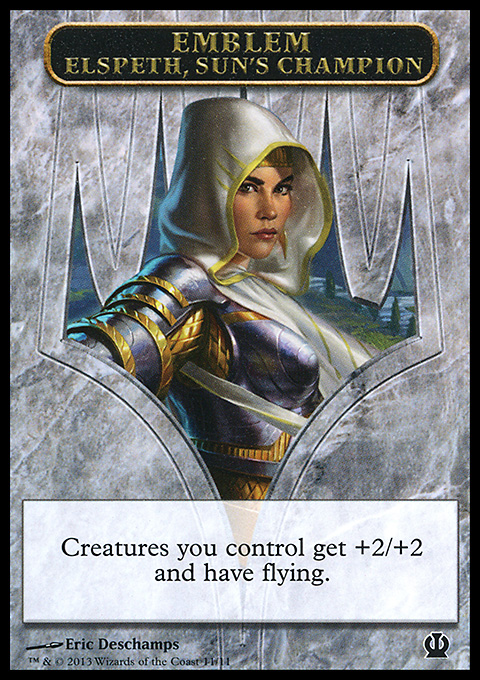 EMBLEM
ELSPETH, SUN'S CHAMPION
Creatures you control get +2/+2
and have flying.
Eric Deschamps
™ & © 2013 Wizards of the Coast 11/11